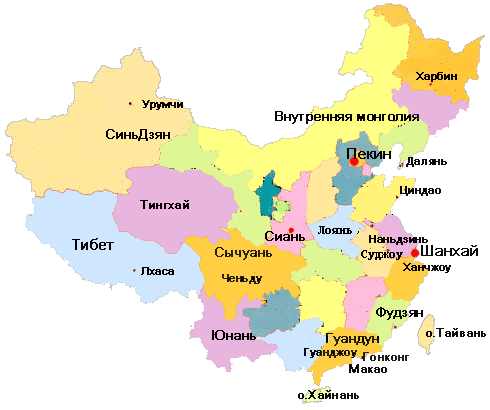 Харбин
Урумчи
Внутренняя монголия
СиньДзян
Пекин
Далянь
Циндао
Тингхай
Лоянь
Сиань
Наньдзинь
Тибет
Сычуань
Суджоу
Шанхай
Лхаса
Ченьду
Ханчжоу
Фудзян
Юнань
Гуандун
о.Тайвань
Гуанджоу
Гонконг
Макао
о.Хайнань